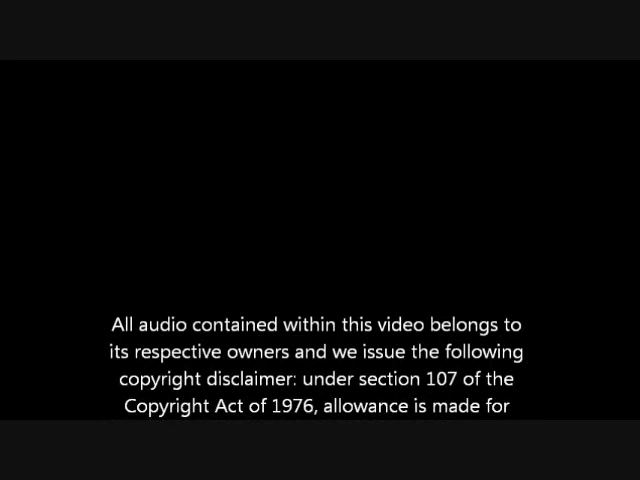 All audio contained within this video belongs to
its respective owners and we issue the following
copyright disclaimer: under section 107 of the
Copyright Act of 1976, allowance is made for